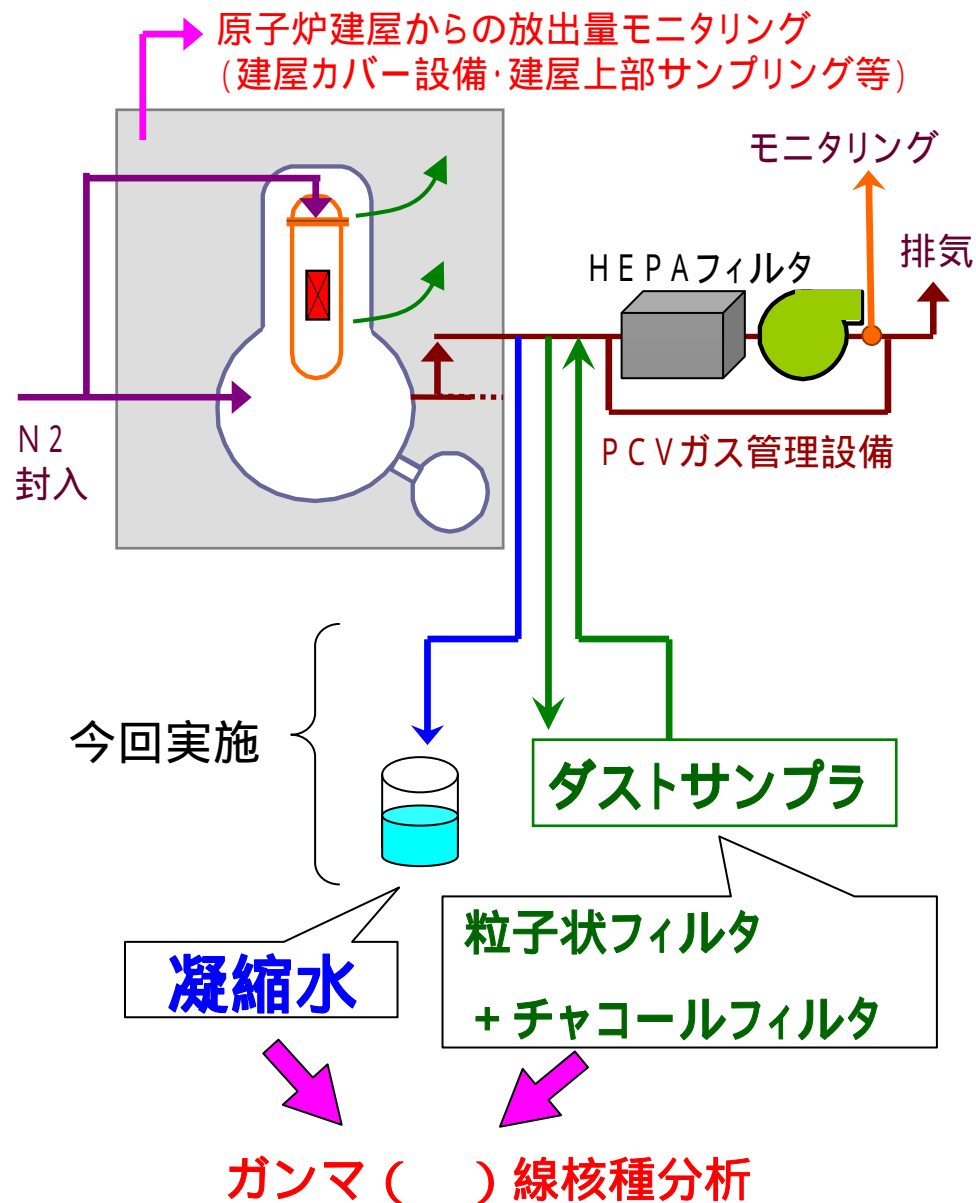 原子炉建屋からの放出量モニタリング
(建屋カバー設備･建屋上部サンプリング等)
モニタリング
排気
HEPAフィルタ
N2
封入
PCVガス管理設備
今回実施
ダストサンプラ
凝縮水
粒子状フィルタ
+チャコールフィルタ
ガンマ(　)線核種分析